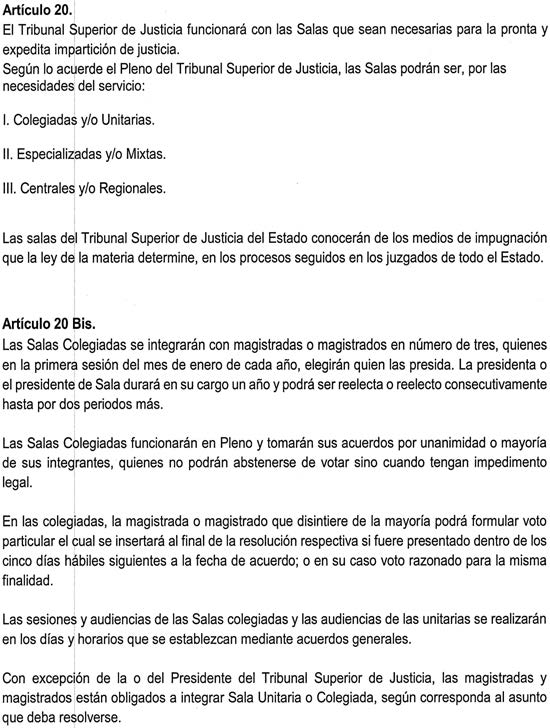 Artículo 20.
El Tribunal Superior de Justicia funcionará con las Salas que sean necesarias para la pronta y
expedita impartición de justicia.
Según lo acuerde el Pleno del Tribunal Superior de Justicia, las Salas podrán ser, por las
necesidades del servicio:
I. Colegiadas y/o Unitarias.
II. Especializadas y/o Mixtas.
III. Centrales y/o Regionales.
Las salas del Tribunal Superior de Justicia del Estado conocerán de los medios de impugnación
que la ley de la materia determine, en los procesos seguidos en los juzgados de todo el Estado.
Artículo 20 Bis.
Las Salas Colegiadas se integrarán con magistradas o magistrados en número de tres, quienes
en la primera sesión del mes de enero de cada año, elegirán quien las presida. La presidenta o
el presidente de Sala durará en su cargo un año y podrá ser reelecta o reelecto consecutivamente
hasta por dos periodos más.
Las Salas Colegiadas funcionarán en Pleno y tomarán sus acuerdos por unanimidad o mayoría
de sus integrantes, quienes no podrán abstenerse de votar sino cuando tengan impedimento
legal.
En las colegiadas, la magistrada o magistrado que disintiere de la mayoría podrá formular voto
particular el cual se insertará al final de la resolución respectiva si fuere presentado dentro de los
cinco días hábiles siguientes a la fecha de acuerdo; o en su caso voto razonado para la misma
finalidad.
Las sesiones y audiencias de las Salas colegiadas y las audiencias de las unitarias se realizarán
en los días y horarios que se establezcan mediante acuerdos generales.
Con excepción de la o del Presidente del Tribunal Superior de Justicia, las magistradas y
magistrados están obligados a integrar Sala Unitaria o Colegiada, según corresponda al asunto
que deba resolverse.